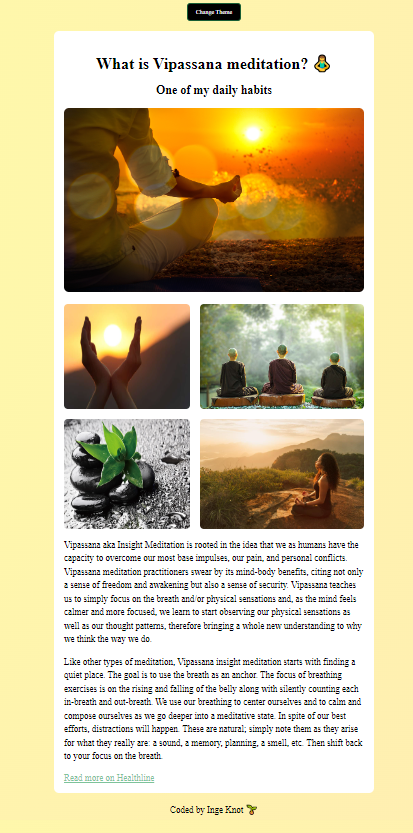 Change Theme
What is Vipassana meditation? 🧘‍♀️
One of my daily habits
Vipassana aka Insight Meditation is rooted in the idea that we as humans have the
capacity to overcome our most base impulses, our pain, and personal conflicts.
Vipassana meditation practitioners swear by its mind-body benefits, citing not only
a sense of freedom and awakening but also a sense of security. Vipassana teaches
us to simply focus on the breath and/or physical sensations and, as the mind feels
calmer and more focused, we learn to start observing our physical sensations as
well as our thought patterns, therefore bringing a whole new understanding to why
we think the way we do.
Like other types of meditation, Vipassana insight meditation starts with finding a
quiet place. The goal is to use the breath as an anchor. The focus of breathing
exercises is on the rising and falling of the belly along with silently counting each
in-breath and out-breath. We use our breathing to center ourselves and to calm and
compose ourselves as we go deeper into a meditative state. In spite of our best
efforts, distractions will happen. These are natural; simply note them as they arise
for what they really are: a sound, a memory, planning, a smell, etc. Then shift back
to your focus on the breath.
Read more on Healthline
Coded by Inge Knot